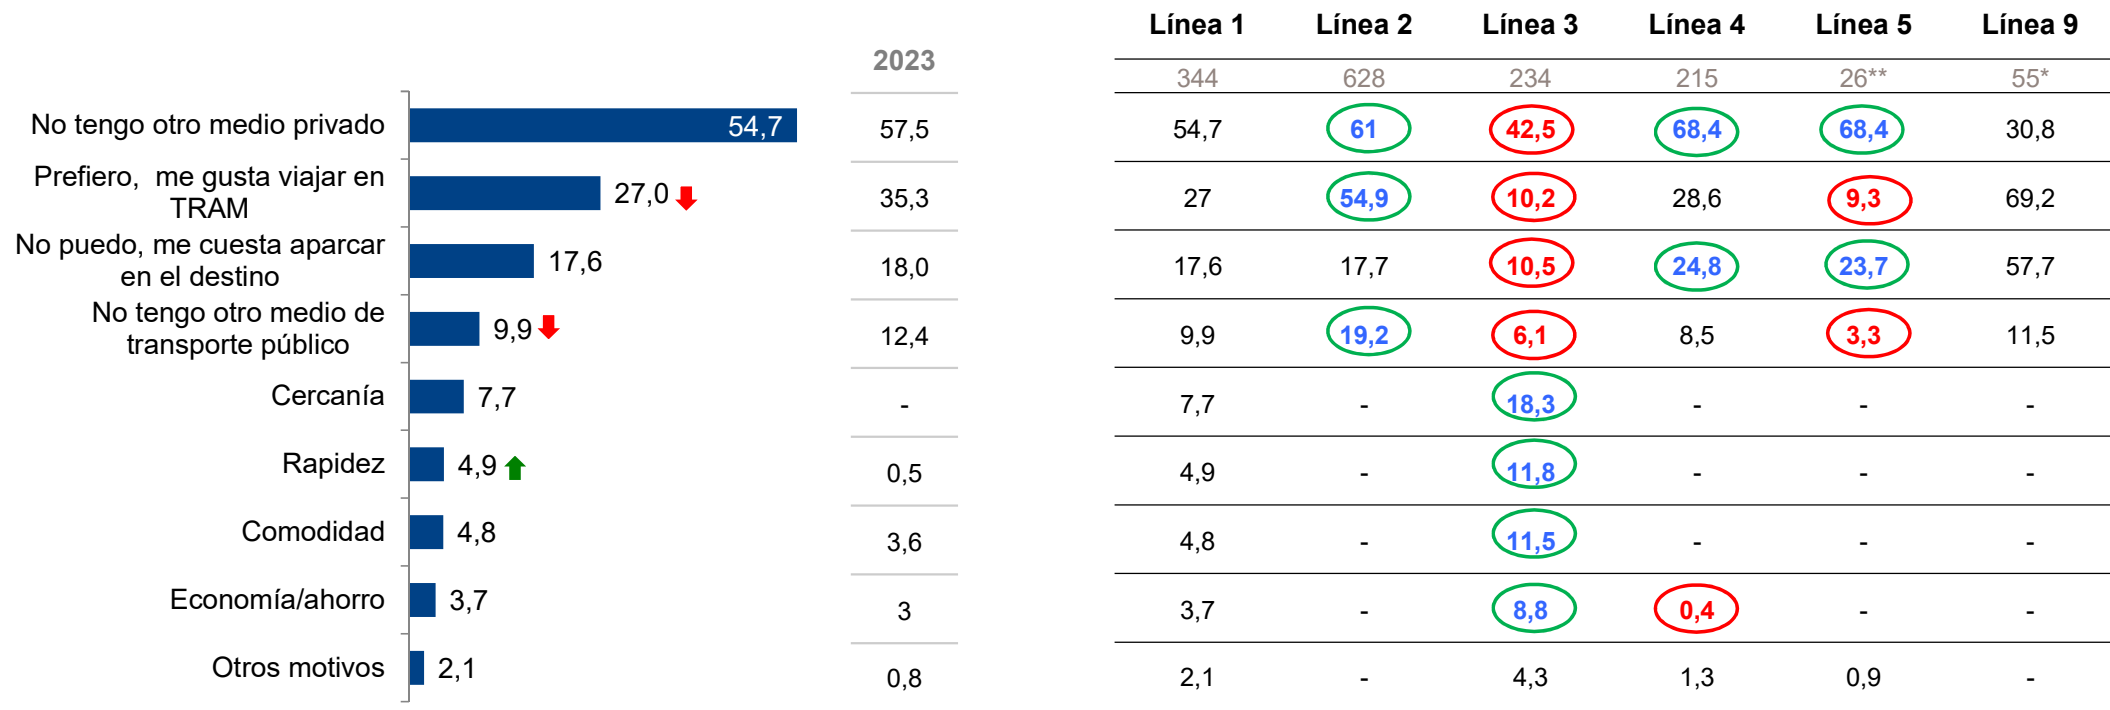 Línea 1 Línea 2 Línea 3 Línea 4 Línea 5 Línea 9
2023
344 628 234 215 26** 55*
No tengo otro medio privado 54,7 57,5 54,7 61 42,5 68,4 68,4 30,8
Prefiero, me gusta viajar en
TRAM 27,0 35,3 27 54,9 10,2 28,6 9,3 69,2
No puedo, me cuesta aparcar
en el destino 17,6 18,0 17,6 17,7 10,5 24,8 23,7 57,7
No tengo otro medio de
transporte público 9,9 12,4 9,9 19,2 6,1 8,5 3,3 11,5
Cercanía 7,7 - 7,7 - 18,3 - - -
Rapidez 4,9 0,5 4,9 - 11,8 - - -
Comodidad 4,8 3,6 4,8 - 11,5 - - -
Economía/ahorro 3,7 3 3,7 - 8,8 0,4 - -
Otros motivos 2,1 0,8 2,1 - 4,3 1,3 0,9 -